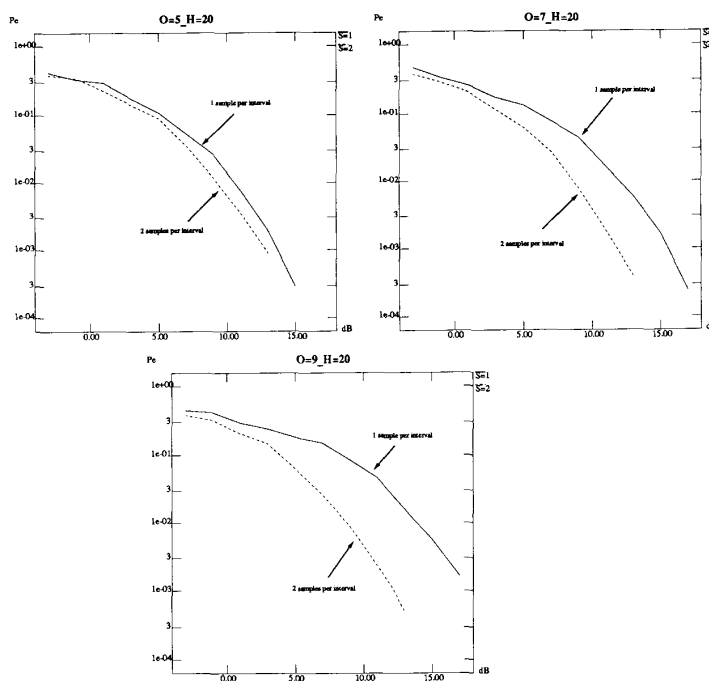 O=5_H=20
Pe
S=1
S=2
1e+00
3
1e-01
3
1e-02
3
1e-03
3
1e-04
1 sample per interval
2 samples per interval
0.00
5.00
10.00
15.00
dB
O=7_H=20
Pe
S
S
1e+00
3
1e-01
3
1e-02
3
1e-03
3
1e-04
1 sample per interval
2 samples per interval
0.00
5.00
10.00
15.00
d
O=9_H=20
Pe
S=1
S=2
1e+00
3
1e-01
3
1e-02
3
1e-03
3
1e-04
1 sample per interval
2 samples per interval
0.00
5.00
10.00
15.00
dB